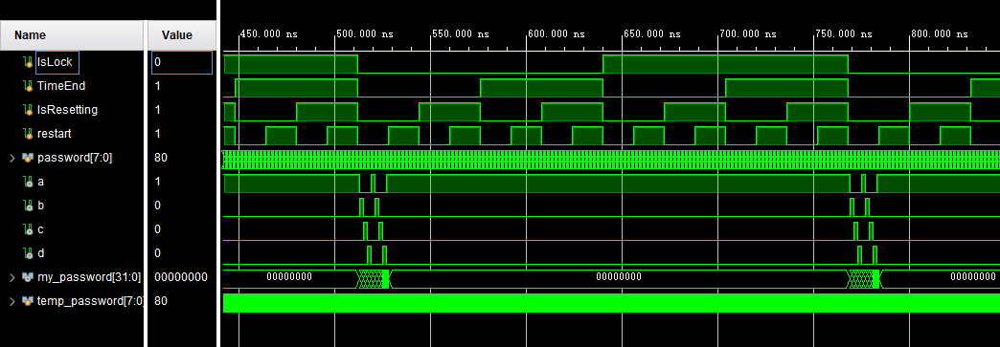 Name Value
450.000 ns 500.000 ns 550.000 ns 600.000 ns 650.000 ns 700.000 ns 750.000 ns 800.000 ns
IsLock 0
TimeEnd 1
IsResetting 1
restart 1
password[7:0] 80
a 1
b 0
c 0
d 0
my_password[31:0] 00000000 00000000 00000000 00000000
temp_password[7:0] 80